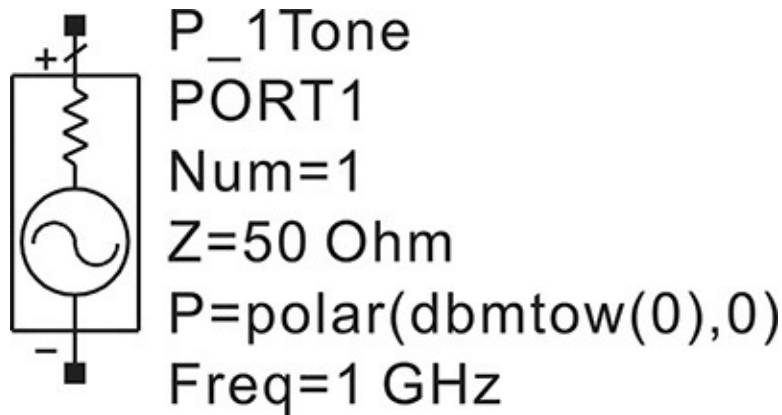 P_1Tone
PORT1
Num=1
Z=50 Ohm
P=polar(dbmtow(0),0)
Freq=1 GHz
+
−